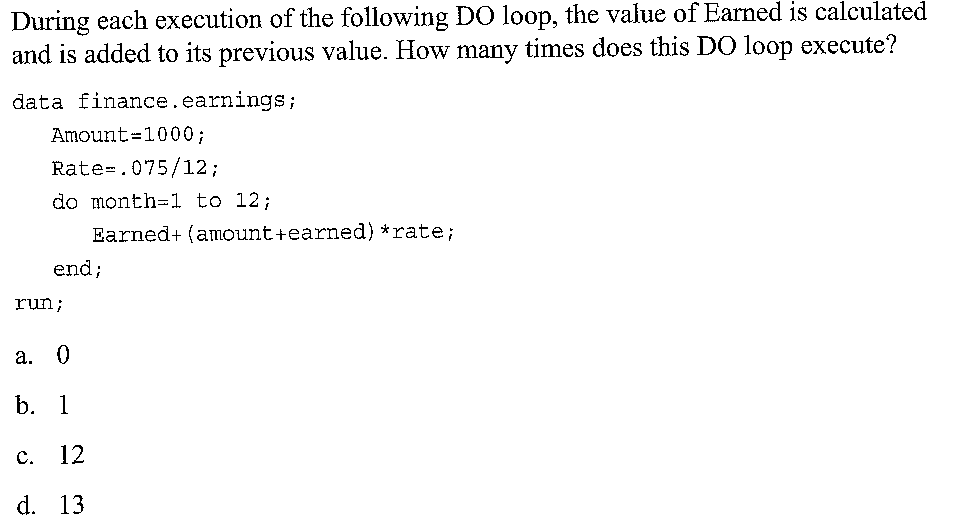 During each execution of the following DO loop, the value of Earned is calculated
and is added to its previous value. How many times does this DO loop execute?
data finance.earnings;
Amount=1000;
Rate=.075/12;
do month=1 to 12;
Earned+(amount+earned)*rate;
end;
run;
a. 0
b. 1
c. 12
d. 13